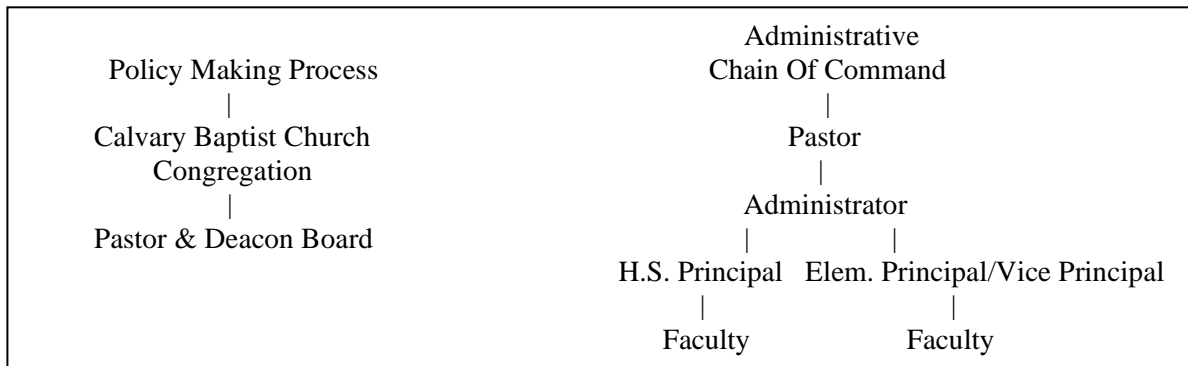 Policy Making Process
|
Calvary Baptist Church
Congregation
|
Pastor & Deacon Board
Administrative
Chain Of Command
|
Pastor
|
Administrator
| |
H.S. Principal Elem. Principal/Vice Principal
| |
Faculty Faculty